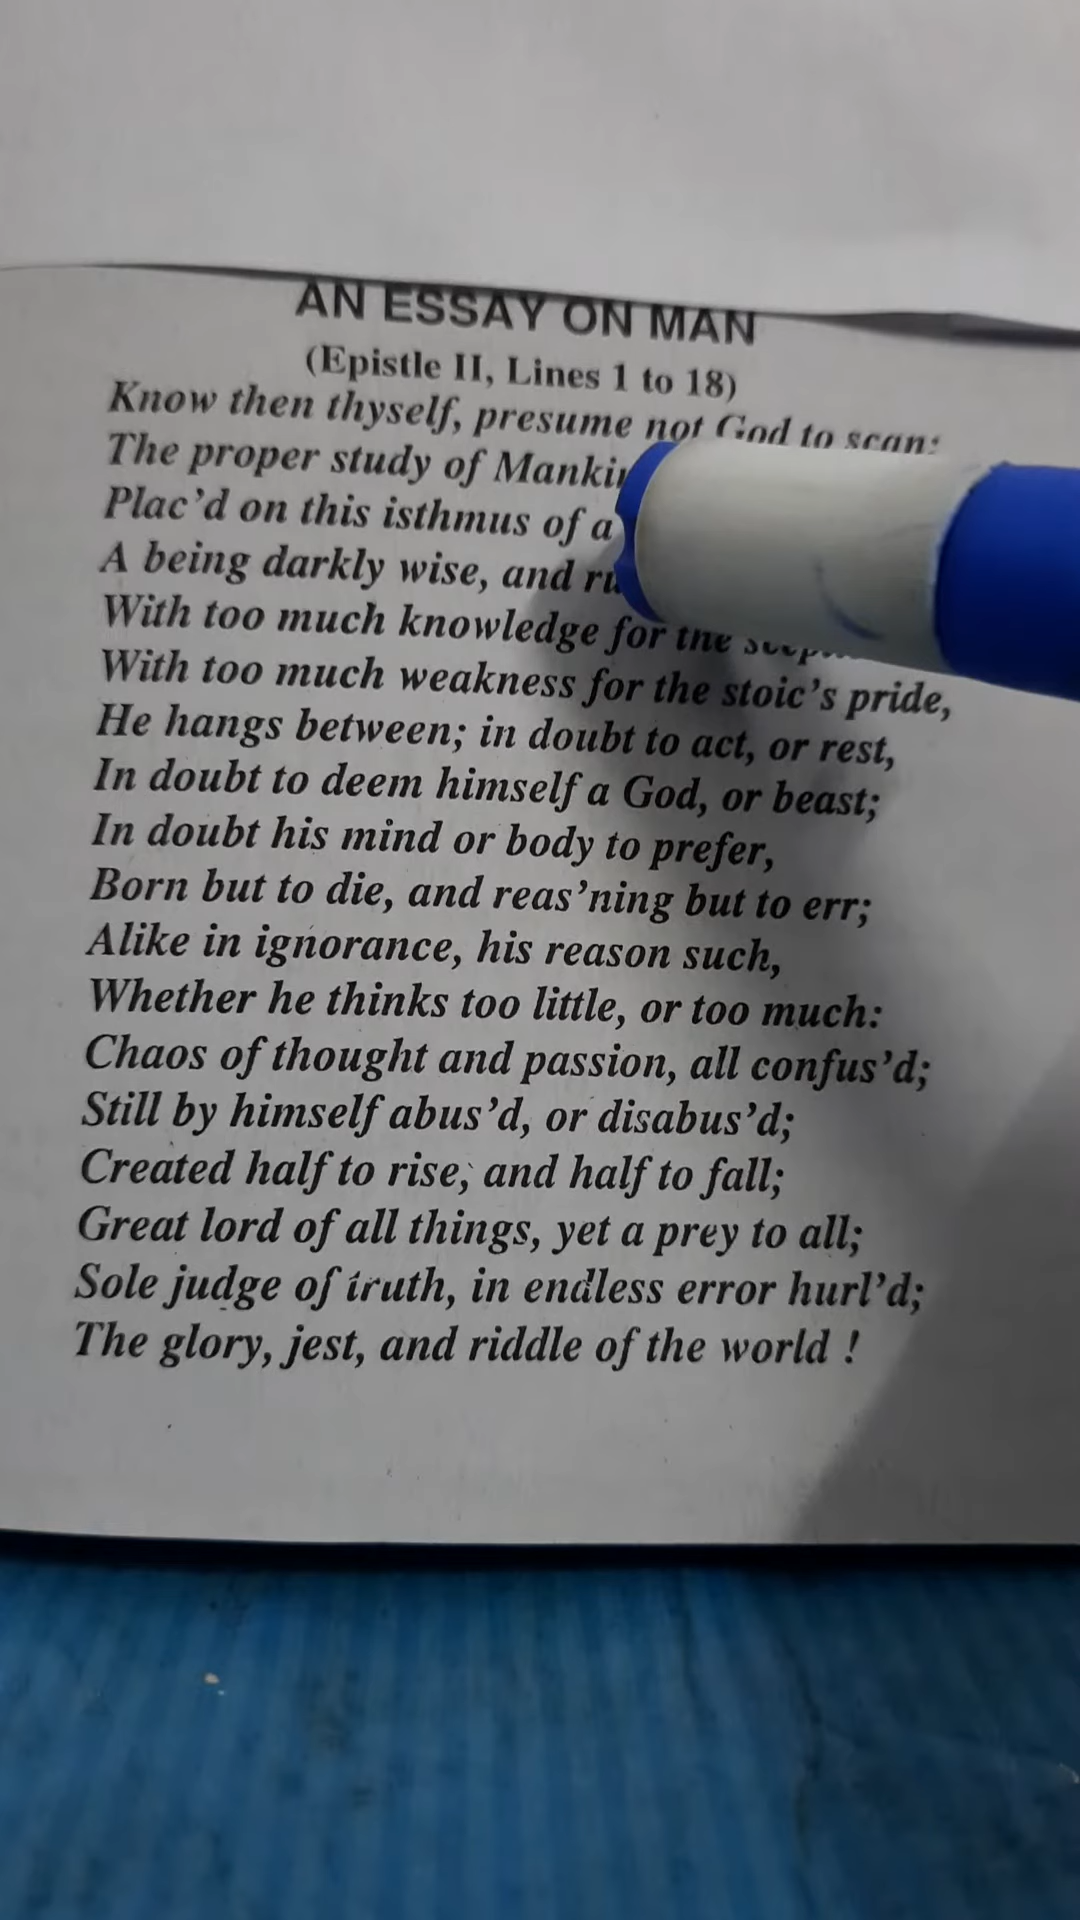 AN ESSAY ON MAN
(Epistle II, Lines 1 to 18)
Know then thyself, presume not God to scan;
The proper study of
Plac'd on this isthmus of a
A being darkly wise, and
With too much knowledge for the
With too much weakness for the stoic's pride,
He hangs between; in doubt to act, or rest,
In doubt to deem himself a God, or beast;
In doubt his mind or body to prefer,
Born but to die, and reas'ning but to err;
Alike in ignorance, his reason such,
Whether he thinks too little, or too much:
Chaos of thought and passion, all confus'd;
Still by himself abus'd, or disabus'd;
Created half to rise, and half to fall;
Great lord of all things, yet a prey to all;
Sole judge of truth, in endless error hurl'd;
The glory, jest, and riddle of the world !